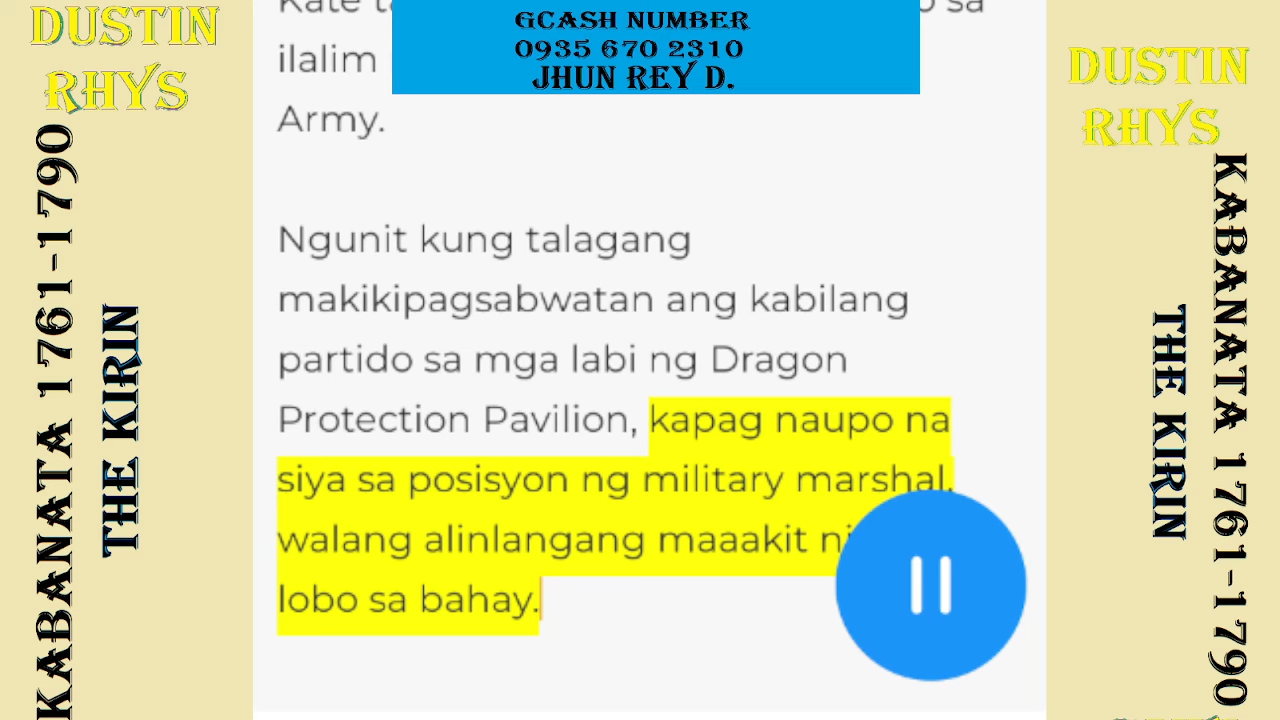 DUSTIN
RHYS
KABANATA 1761-1790
THE KIRIN
GCASH NUMBER
0935 670 2310
JHUN REY D.
sa
ilalim
Army.
Ngunit kung talagang
makikipagsabwatan ang kabilang
partido sa mga labi ng Dragon
Protection Pavilion, kapag naupo na
siya sa posisyon ng military marshal,
walang alinlangang maaakit
lobo sa bahay.
DUSTIN
RHYS
KABANATA 1761-1790
THE KIRIN